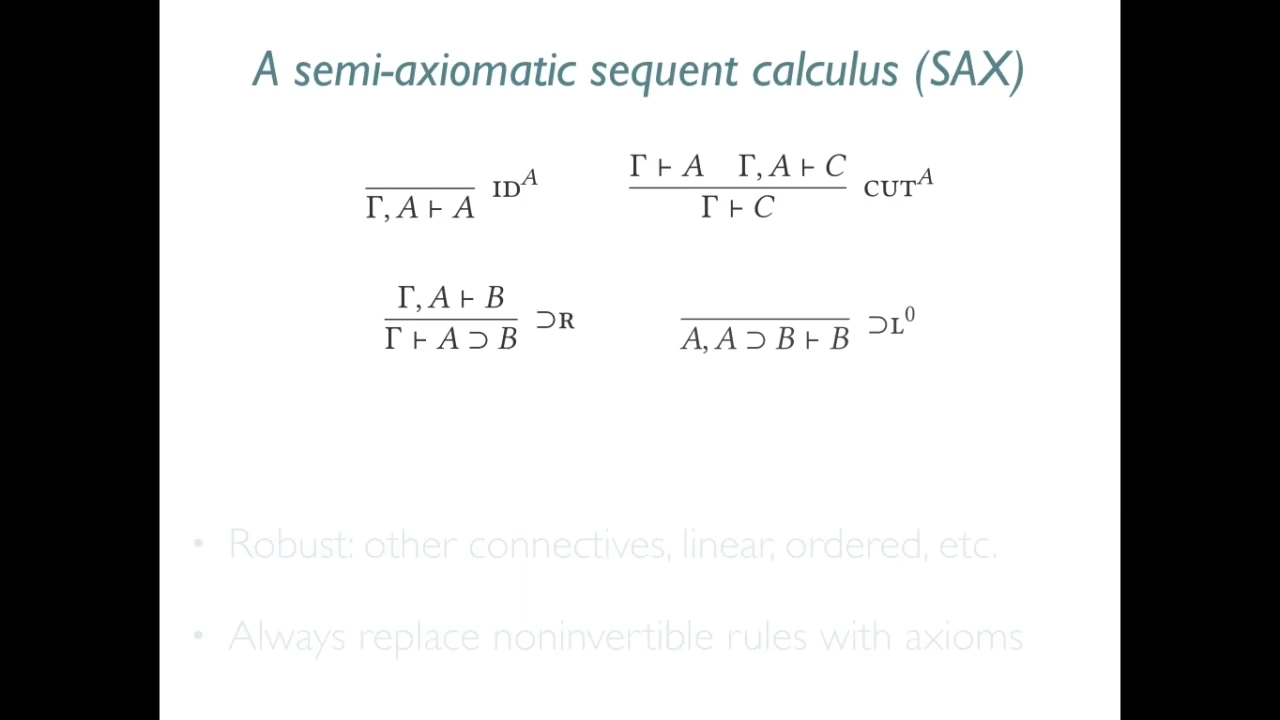 A semi-axiomatic sequent calculus (SAX)
Γ ⊢ A Γ, A ⊢ C
Γ, A ⊢ A ID^A
Γ ⊢ C CUT^A
Γ, A ⊢ B
Γ ⊢ A ⊃ B ⊃R
A, A ⊃ B ⊢ B ⊃L^0
• Robust: other connectives, linear, ordered, etc.
• Always replace noninvertible rules with axioms